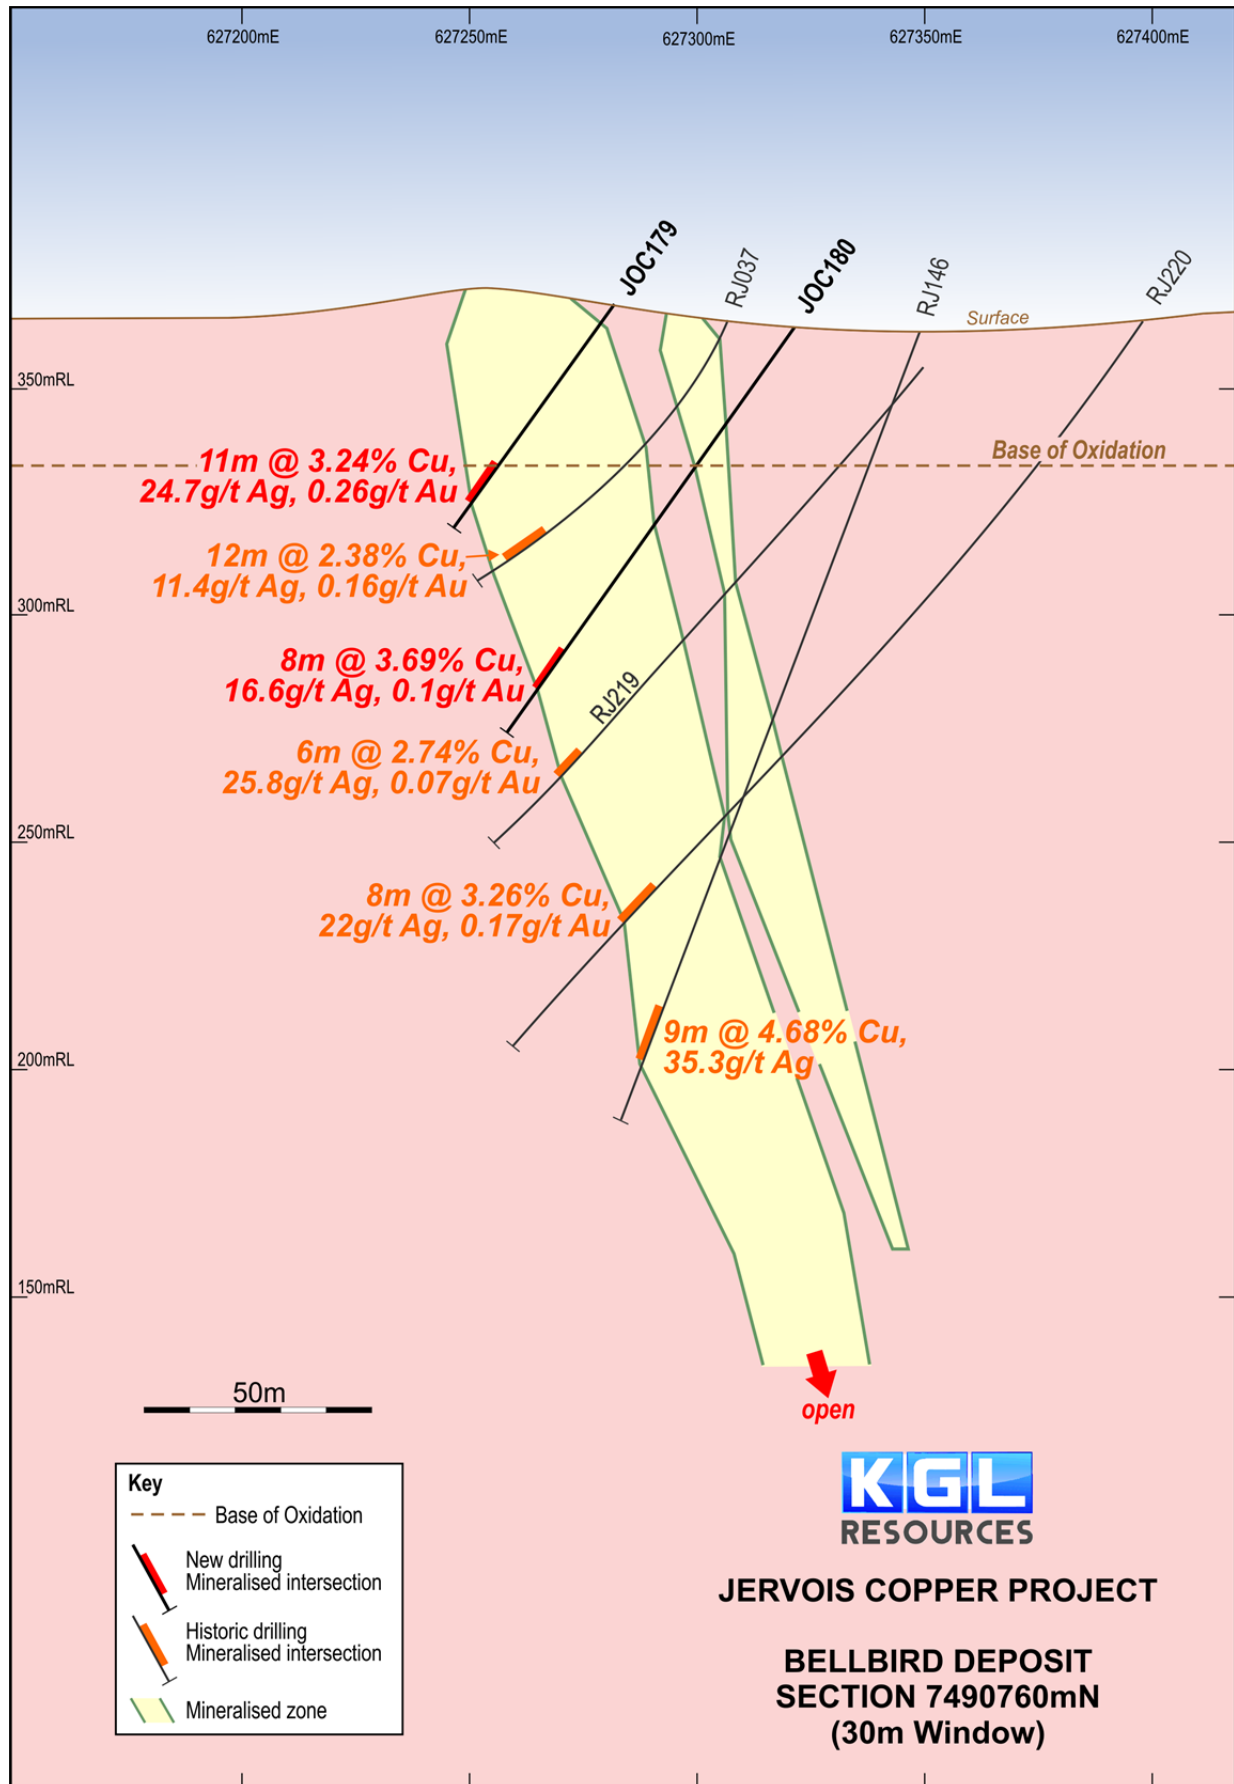 627200mE
627250mE
627300mE
627350mE
627400mE
JOC179
RJ037
JOC180
RJ146
RJ220
Surface
350mRL
Base of Oxidation
11m @ 3.24% Cu,
24.7g/t Ag, 0.26g/t Au
12m @ 2.38% Cu,
11.4g/t Ag, 0.16g/t Au
300mRL
8m @ 3.69% Cu,
16.6g/t Ag, 0.1g/t Au
RJ219
6m @ 2.74% Cu,
25.8g/t Ag, 0.07g/t Au
250mRL
8m @ 3.26% Cu,
22g/t Ag, 0.17g/t Au
9m @ 4.68% Cu,
35.3g/t Ag
200mRL
150mRL
50m
open
Key
Base of Oxidation
New drilling
Mineralised intersection
Historic drilling
Mineralised intersection
Mineralised zone
KGL
RESOURCES
JERVOIS COPPER PROJECT
BELLBIRD DEPOSIT
SECTION 7490760mN
(30m Window)